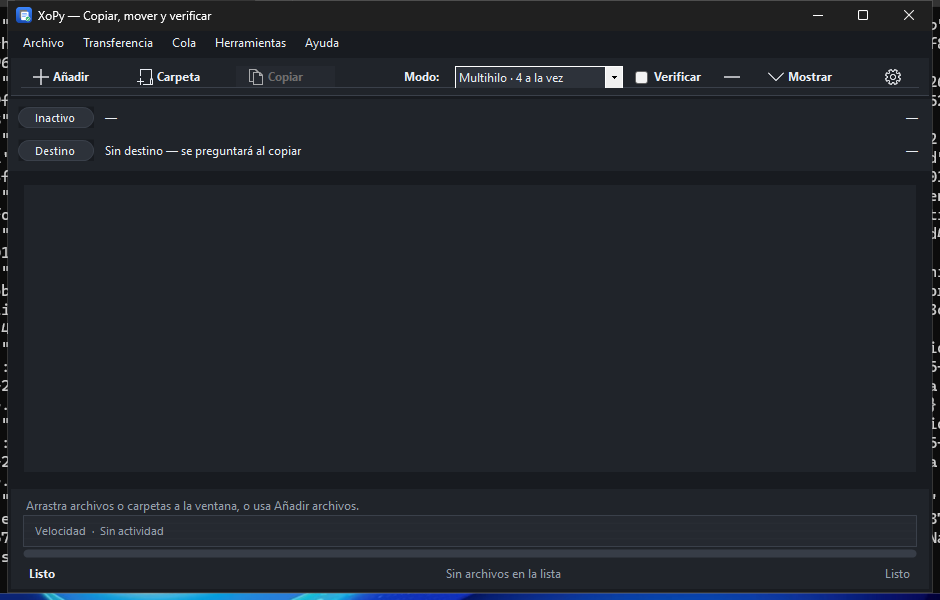 XoPy — Copiar, mover y verificar
Archivo Transferencia Cola Herramientas Ayuda
Añadir Carpeta Copiar Modo: Multihilo · 4 a la vez Verificar — Mostrar
Inactivo — —
Destino Sin destino — se preguntará al copiar —
Arrastra archivos o carpetas a la ventana, o usa Añadir archivos.
Velocidad · Sin actividad
Listo Sin archivos en la lista Listo